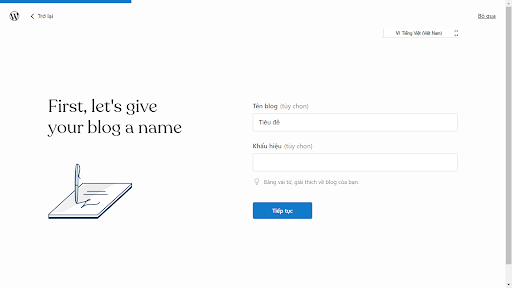 Trở lại
Bỏ qua
VI Tiếng Việt (Việt Nam)
First, let's give
your blog a name
Tên blog (tùy chọn)
Tiêu đề
Khẩu hiệu (tùy chọn)
Bằng vài từ, giải thích về blog của bạn.
Tiếp tục